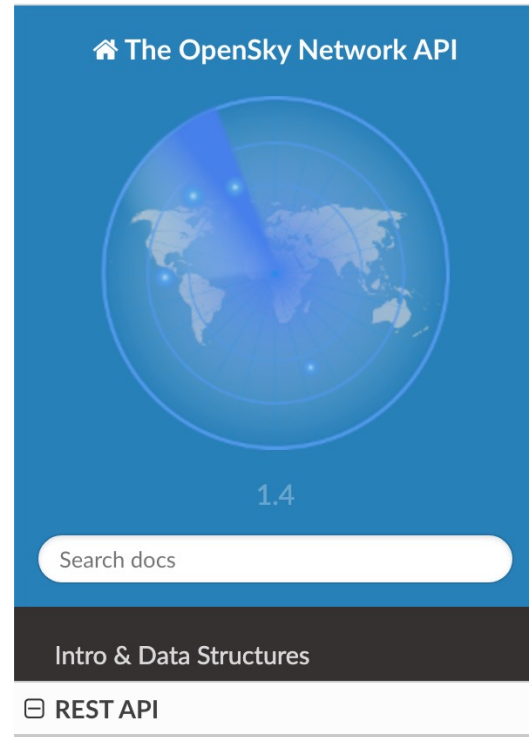 The OpenSky Network API
1.4
Search docs
Intro & Data Structures
REST API